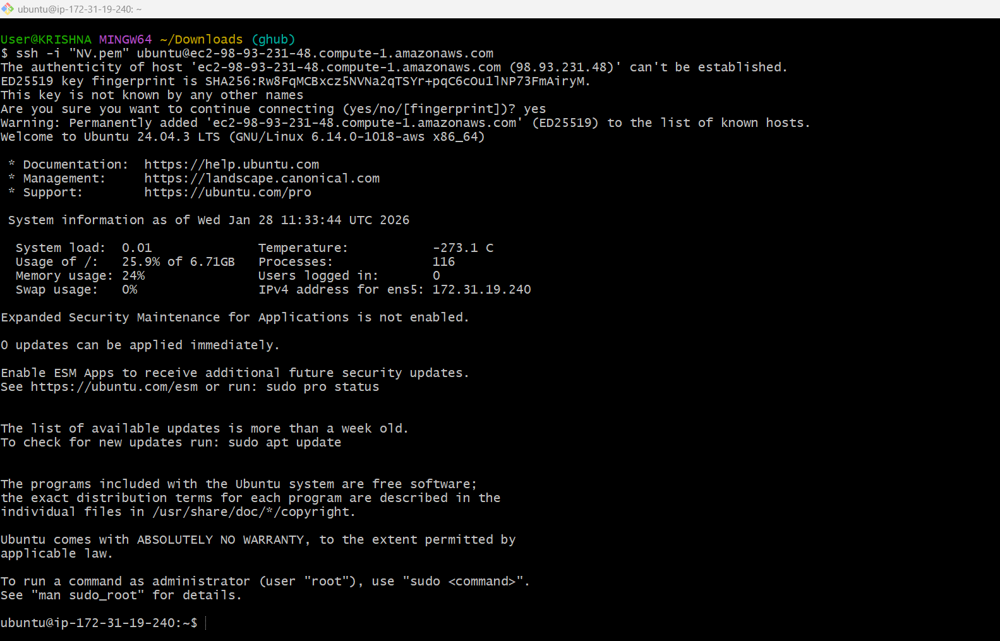 ubuntu@ip-172-31-19-240: ~
User@KRISHNA MINGW64 ~/Downloads (ghub)
$ ssh -i "NV.pem" ubuntu@ec2-98-93-231-48.compute-1.amazonaws.com
The authenticity of host 'ec2-98-93-231-48.compute-1.amazonaws.com (98.93.231.48)' can't be established.
ED25519 key fingerprint is SHA256:Rw8FqMCBxcz5NVNa2qTSYr+pqC6cOu1lNP73FmAiryM.
This key is not known by any other names
Are you sure you want to continue connecting (yes/no/[fingerprint])? yes
Warning: Permanently added 'ec2-98-93-231-48.compute-1.amazonaws.com' (ED25519) to the list of known hosts.
Welcome to Ubuntu 24.04.3 LTS (GNU/Linux 6.14.0-1018-aws x86_64)
* Documentation:  https://help.ubuntu.com
* Management:     https://landscape.canonical.com
* Support:        https://ubuntu.com/pro
System information as of Wed Jan 28 11:33:44 UTC 2026
System load:  0.01              Temperature:           -273.1 C
Usage of /:   25.9% of 6.71GB   Processes:             116
Memory usage: 24%               Users logged in:       0
Swap usage:   0%                IPv4 address for ens5: 172.31.19.240
Expanded Security Maintenance for Applications is not enabled.
0 updates can be applied immediately.
Enable ESM Apps to receive additional future security updates.
See https://ubuntu.com/esm or run: sudo pro status
The list of available updates is more than a week old.
To check for new updates run: sudo apt update
The programs included with the Ubuntu system are free software;
the exact distribution terms for each program are described in the
individual files in /usr/share/doc/*/copyright.
Ubuntu comes with ABSOLUTELY NO WARRANTY, to the extent permitted by
applicable law.
To run a command as administrator (user "root"), use "sudo <command>".
See "man sudo_root" for details.
ubuntu@ip-172-31-19-240:~$